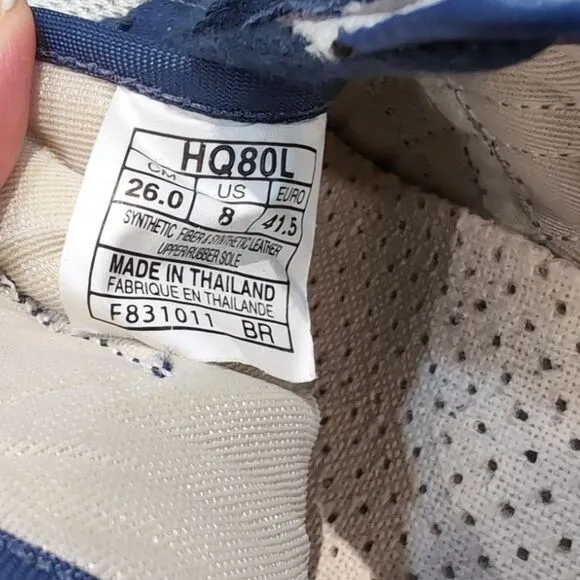 HQ80L
CM US EURO
26.0 8 41.5
SYNTHETIC FIBER & SYNTHETIC LEATHER
UPPER/RUBBER SOLE
MADE IN THAILAND
FABRIQUE EN THAILANDE
F831011 BR